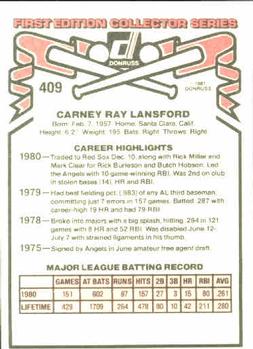 FIRST EDITION COLLECTOR SERIES
DONRUSS
409
1981
DONRUSS
CARNEY RAY LANSFORD
Born: Feb. 7, 1957 Home: Santa Clara, Calif.
Height: 6'2" Weight: 195 Bats: Right Throws: Right
CAREER HIGHLIGHTS
1980—Traded to Red Sox Dec. 10, along with Rick Miller and
Mark Clear for Rick Burleson and Butch Hobson. Led
the Angels with 10 game-winning RBI. Was 2nd on club
in stolen bases (14), HR and RBI.
1979—Had best fielding pct. (.983) of any AL third baseman,
committing just 7 errors in 157 games. Batted .287 with
career-high 19 HR and had 79 RBI.
1978—Broke into majors with a big splash, hitting .294 in 121
games with 8 HR and 52 RBI. Was disabled June 12-
July 7 with strained ligaments in thumb.
1975—Signed by Angels in June amateur free agent draft.
MAJOR LEAGUE BATTING RECORD
GAMES AT BATS RUNS HITS 2B 3B HR RBI AVG
1980 151 602 87 157 27 3 15 80 .261
LIFETIME 429 1709 264 478 80 10 42 211 .280